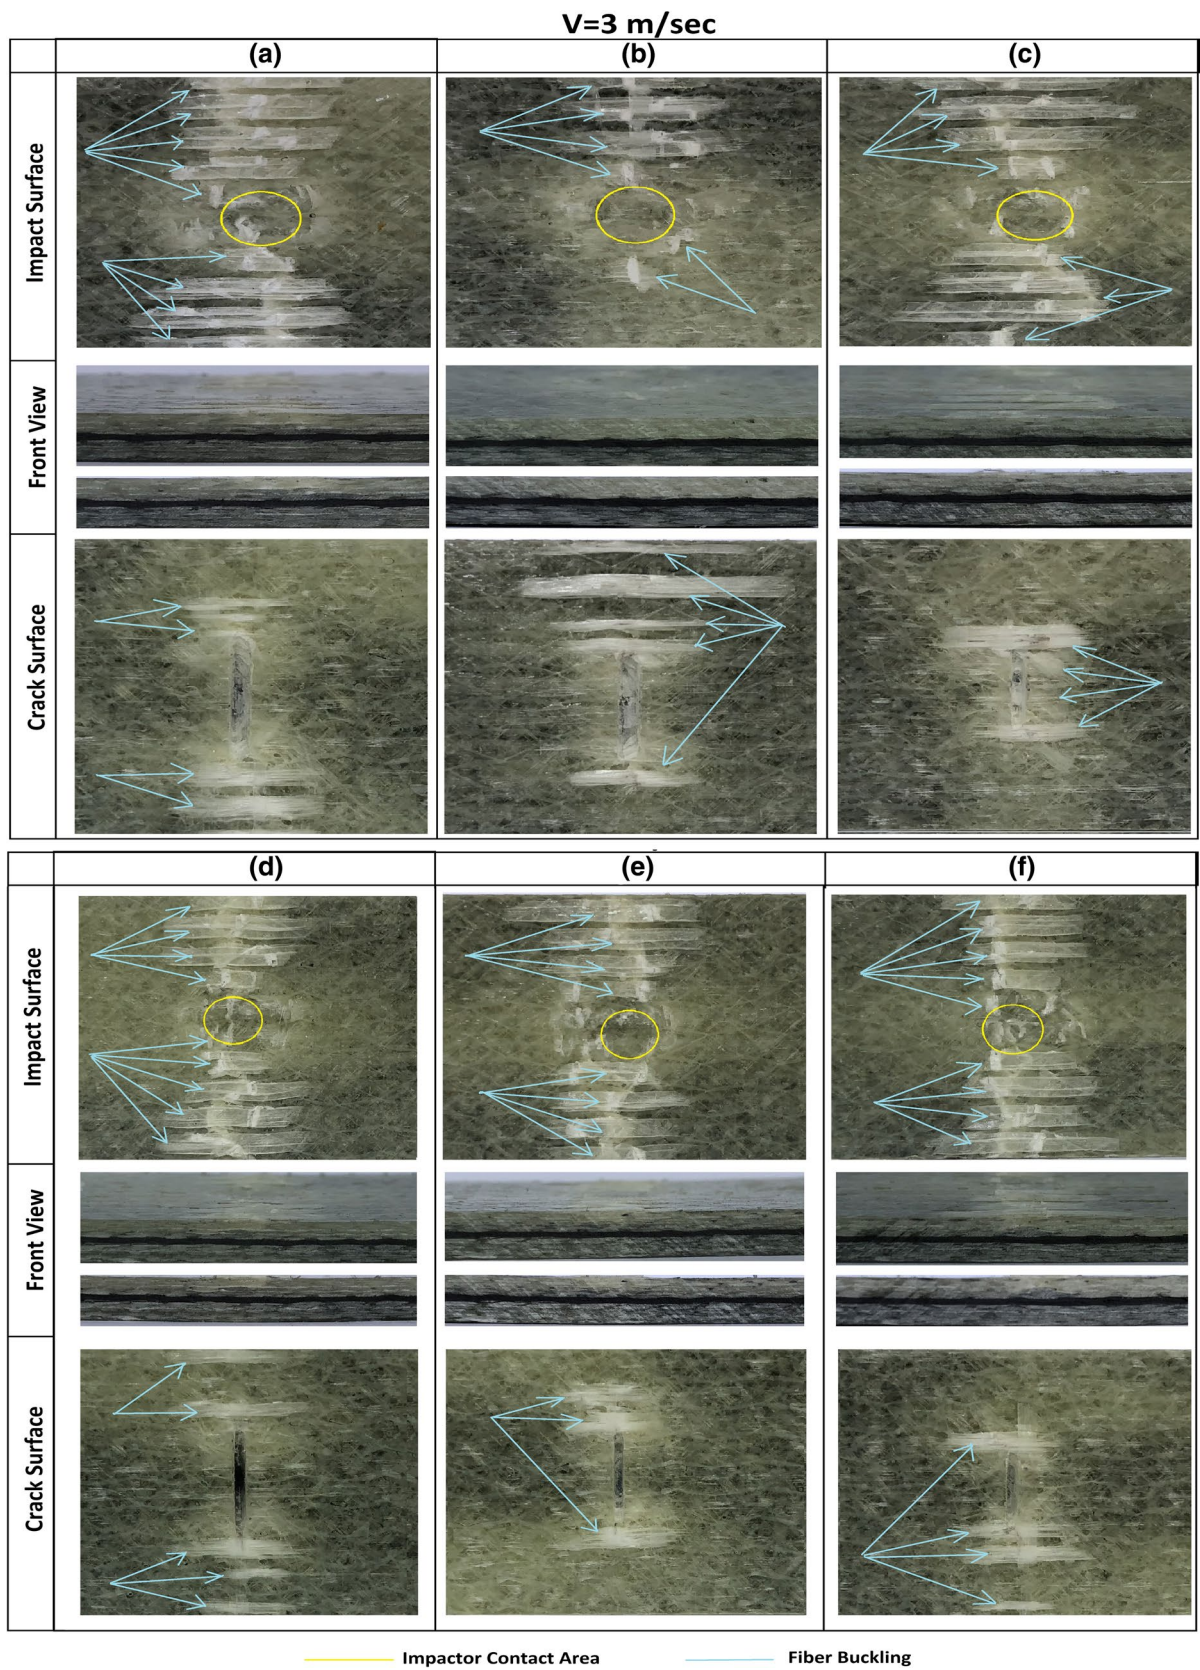 V=3 m/sec
(a) (b) (c)
Impact Surface
Front View
Crack Surface
(d) (e) (f)
Impact Surface
Front View
Crack Surface
Impactor Contact Area Fiber Buckling